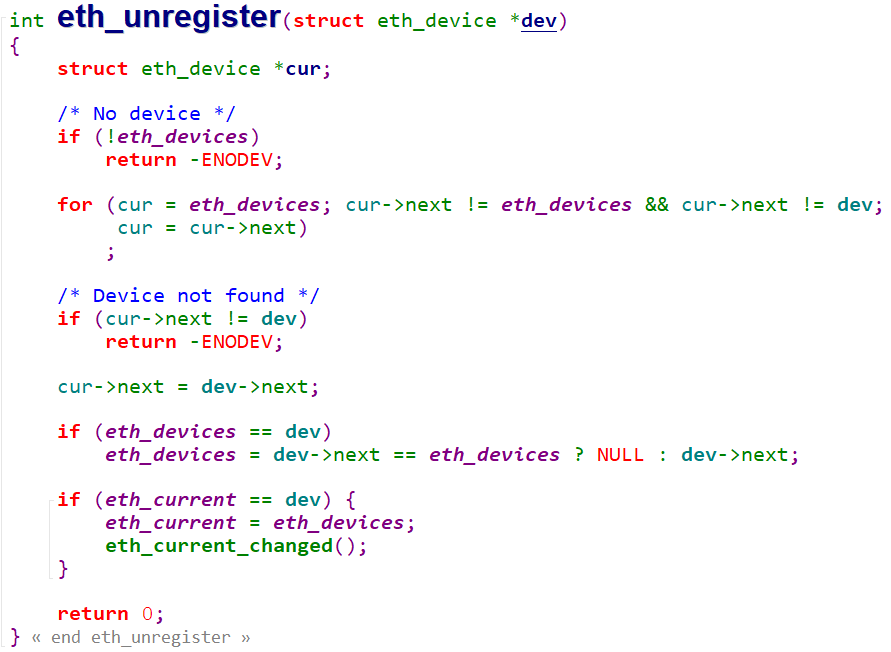 int eth_unregister(struct eth_device *dev)
{
    struct eth_device *cur;

    /* No device */
    if (!eth_devices)
        return -ENODEV;

    for (cur = eth_devices; cur->next != eth_devices && cur->next != dev;
         cur = cur->next)
        ;

    /* Device not found */
    if (cur->next != dev)
        return -ENODEV;

    cur->next = dev->next;

    if (eth_devices == dev)
        eth_devices = dev->next == eth_devices ? NULL : dev->next;

    if (eth_current == dev) {
        eth_current = eth_devices;
        eth_current_changed();
    }

    return 0;
} « end eth_unregister »